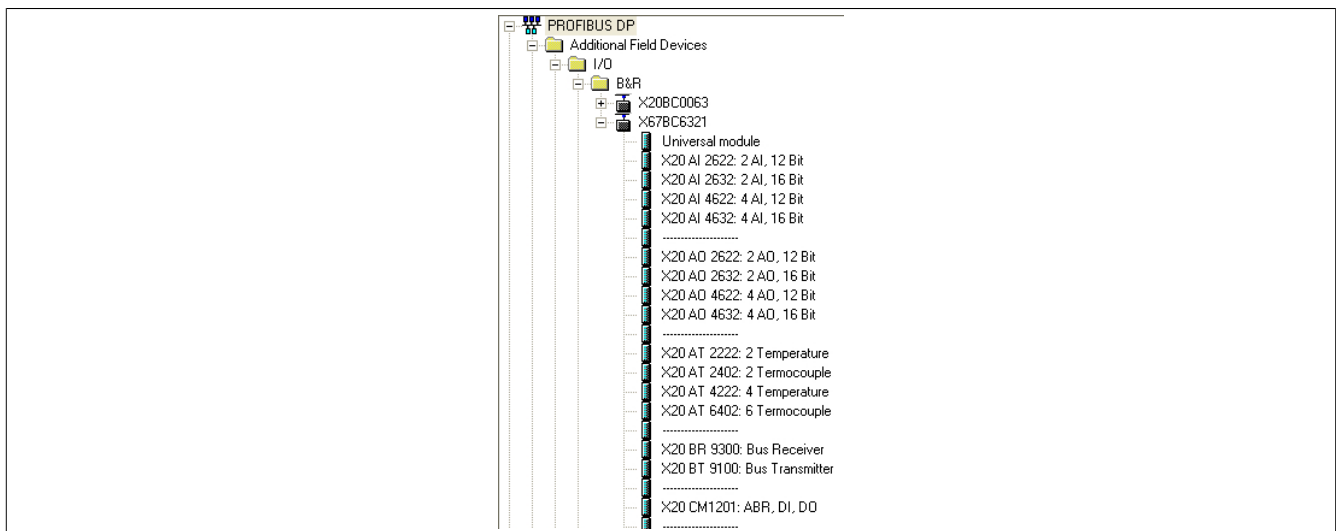 PROFIBUS DP
Additional Field Devices
I/O
B&R
X20BC0063
X67BC6321
Universal module
X20 AI 2622: 2 AI, 12 Bit
X20 AI 2632: 2 AI, 16 Bit
X20 AI 4622: 4 AI, 12 Bit
X20 AI 4632: 4 AI, 16 Bit
--------------------
X20 AO 2622: 2 AO, 12 Bit
X20 AO 2632: 2 AO, 16 Bit
X20 AO 4622: 4 AO, 12 Bit
X20 AO 4632: 4 AO, 16 Bit
--------------------
X20 AT 2222: 2 Temperature
X20 AT 2402: 2 Termocouple
X20 AT 4222: 4 Temperature
X20 AT 6402: 6 Termocouple
--------------------
X20 BR 9300: Bus Receiver
X20 BT 9100: Bus Transmitter
--------------------
X20 CM1201: ABR, DI, DO
--------------------